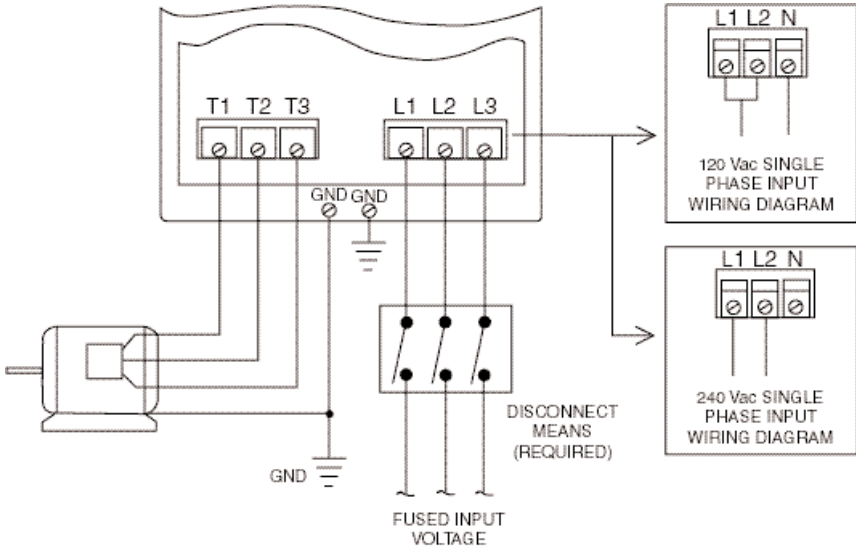 L1 L2 N
T1 T2 T3
L1 L2 L3
120 Vac SINGLE
PHASE INPUT
WIRING DIAGRAM
GND GND
L1 L2 N
240 Vac SINGLE
PHASE INPUT
WIRING DIAGRAM
DISCONNECT
MEANS
(REQUIRED)
GND
FUSED INPUT
VOLTAGE